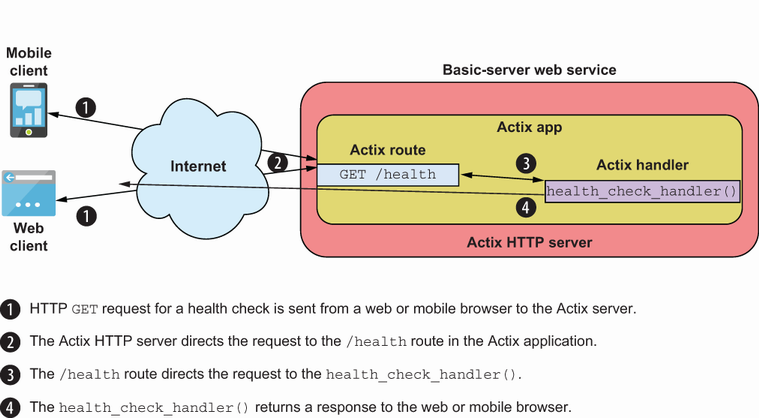 Mobile
client
Basic-server web service
1
Actix app
Internet
2
Actix route
3
Actix handler
GET /health
health_check_handler()
1
4
Web
client
Actix HTTP server
1 HTTP GET request for a health check is sent from a web or mobile browser to the Actix server.
2 The Actix HTTP server directs the request to the /health route in the Actix application.
3 The /health route directs the request to the health_check_handler().
4 The health_check_handler() returns a response to the web or mobile browser.